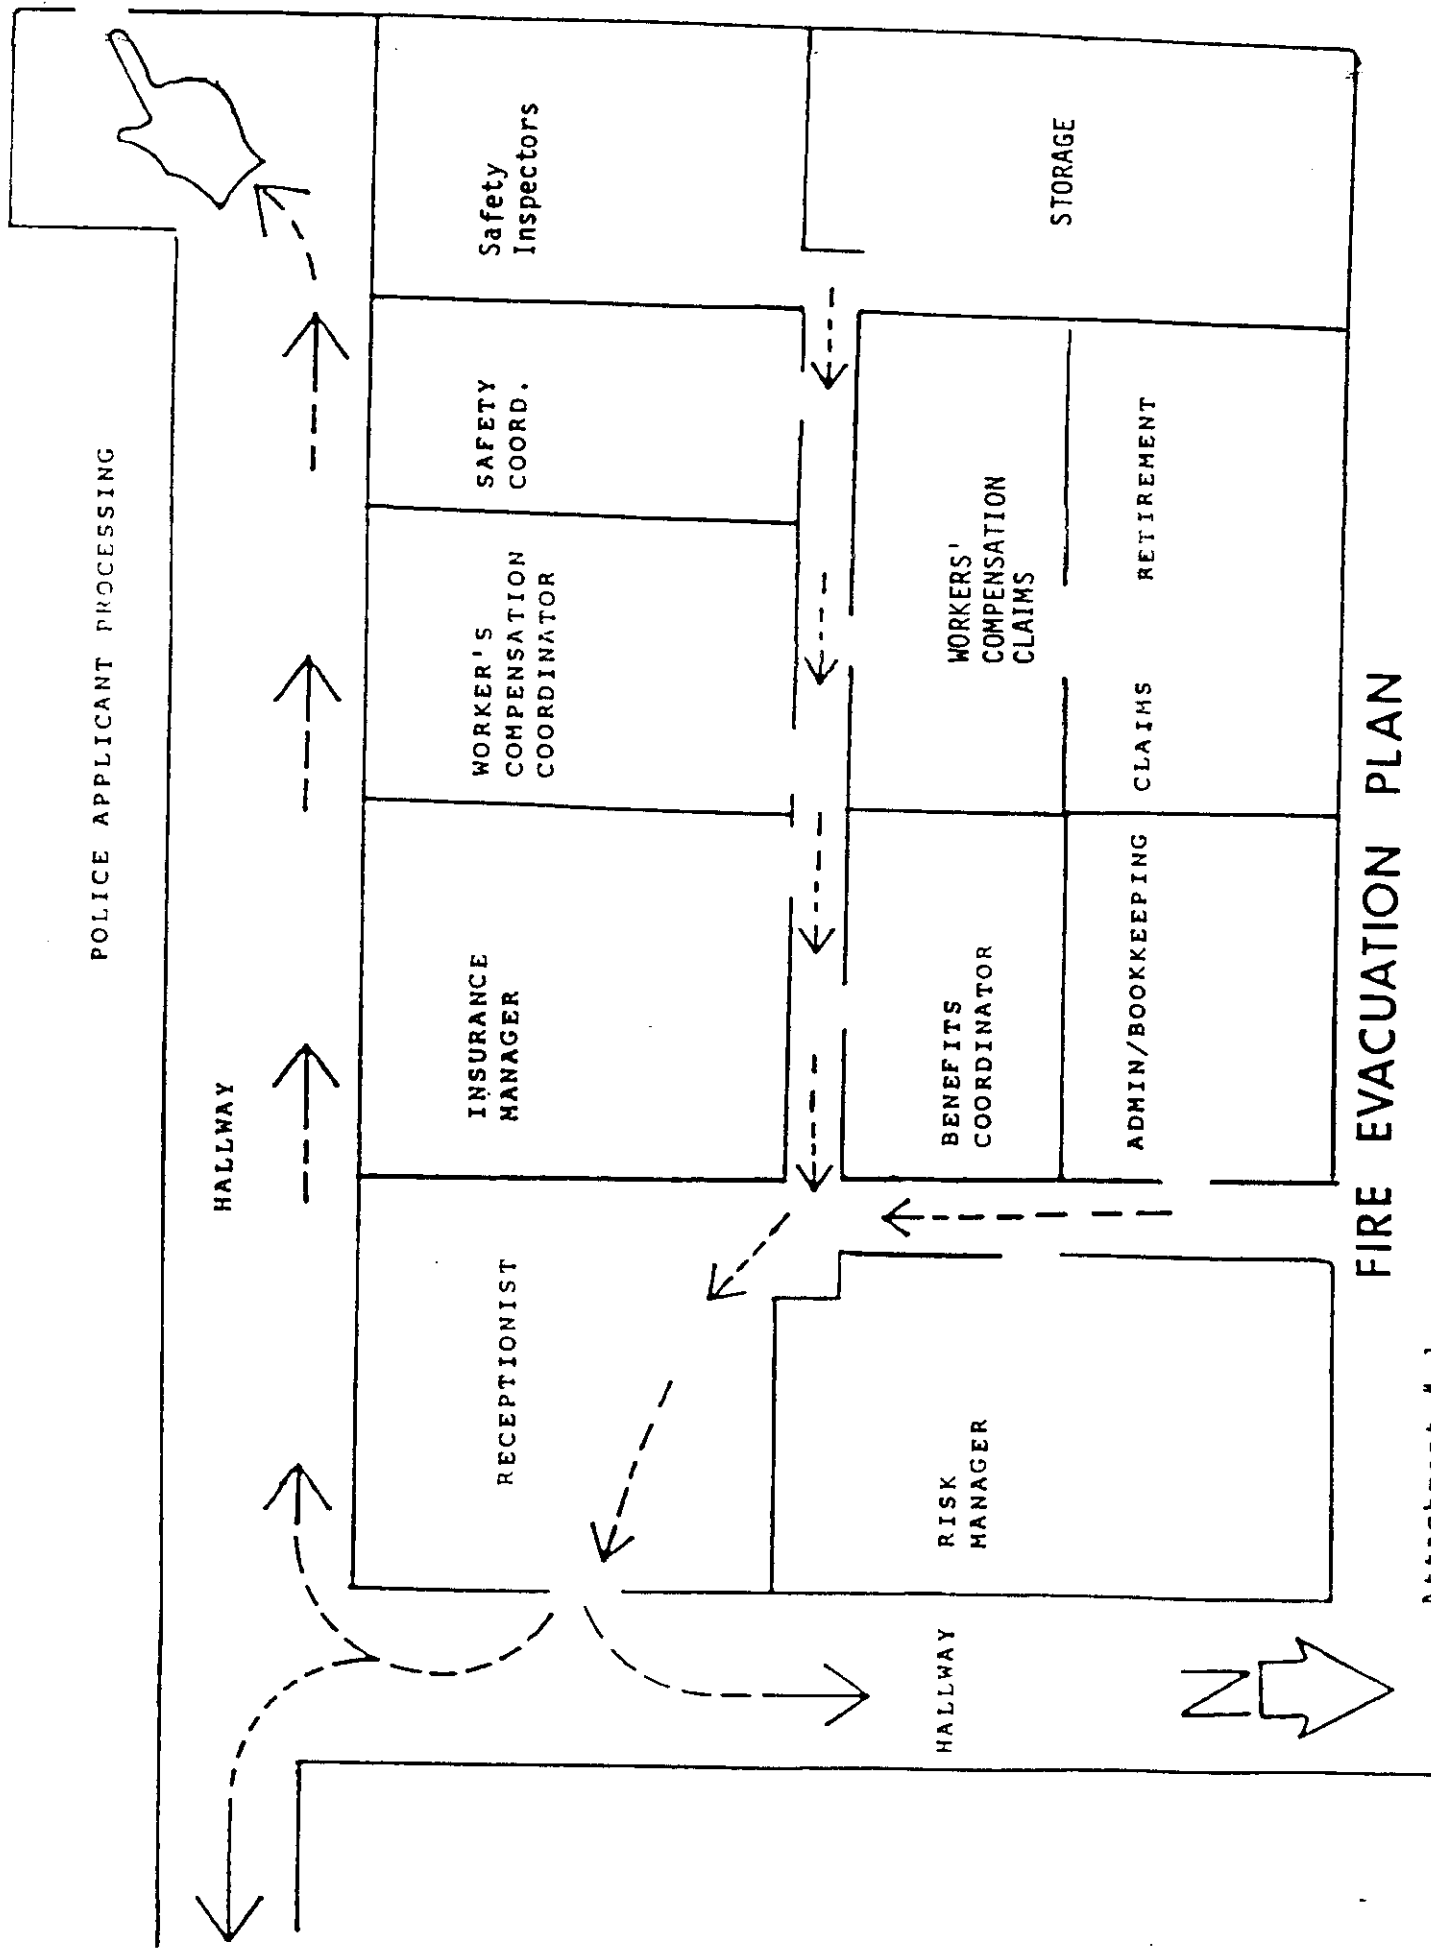 POLICE APPLICANT PROCESSING
HALLWAY
RECEPTIONIST
INSURANCE
MANAGER
WORKER'S
COMPENSATION
COORDINATOR
SAFETY
COORD.
Safety
Inspectors
HALLWAY
RISK
MANAGER
BENEFITS
COORDINATOR
WORKERS'
COMPENSATION
CLAIMS
STORAGE
ADMIN/BOOKKEEPING
CLAIMS RETIREMENT
N
FIRE EVACUATION PLAN